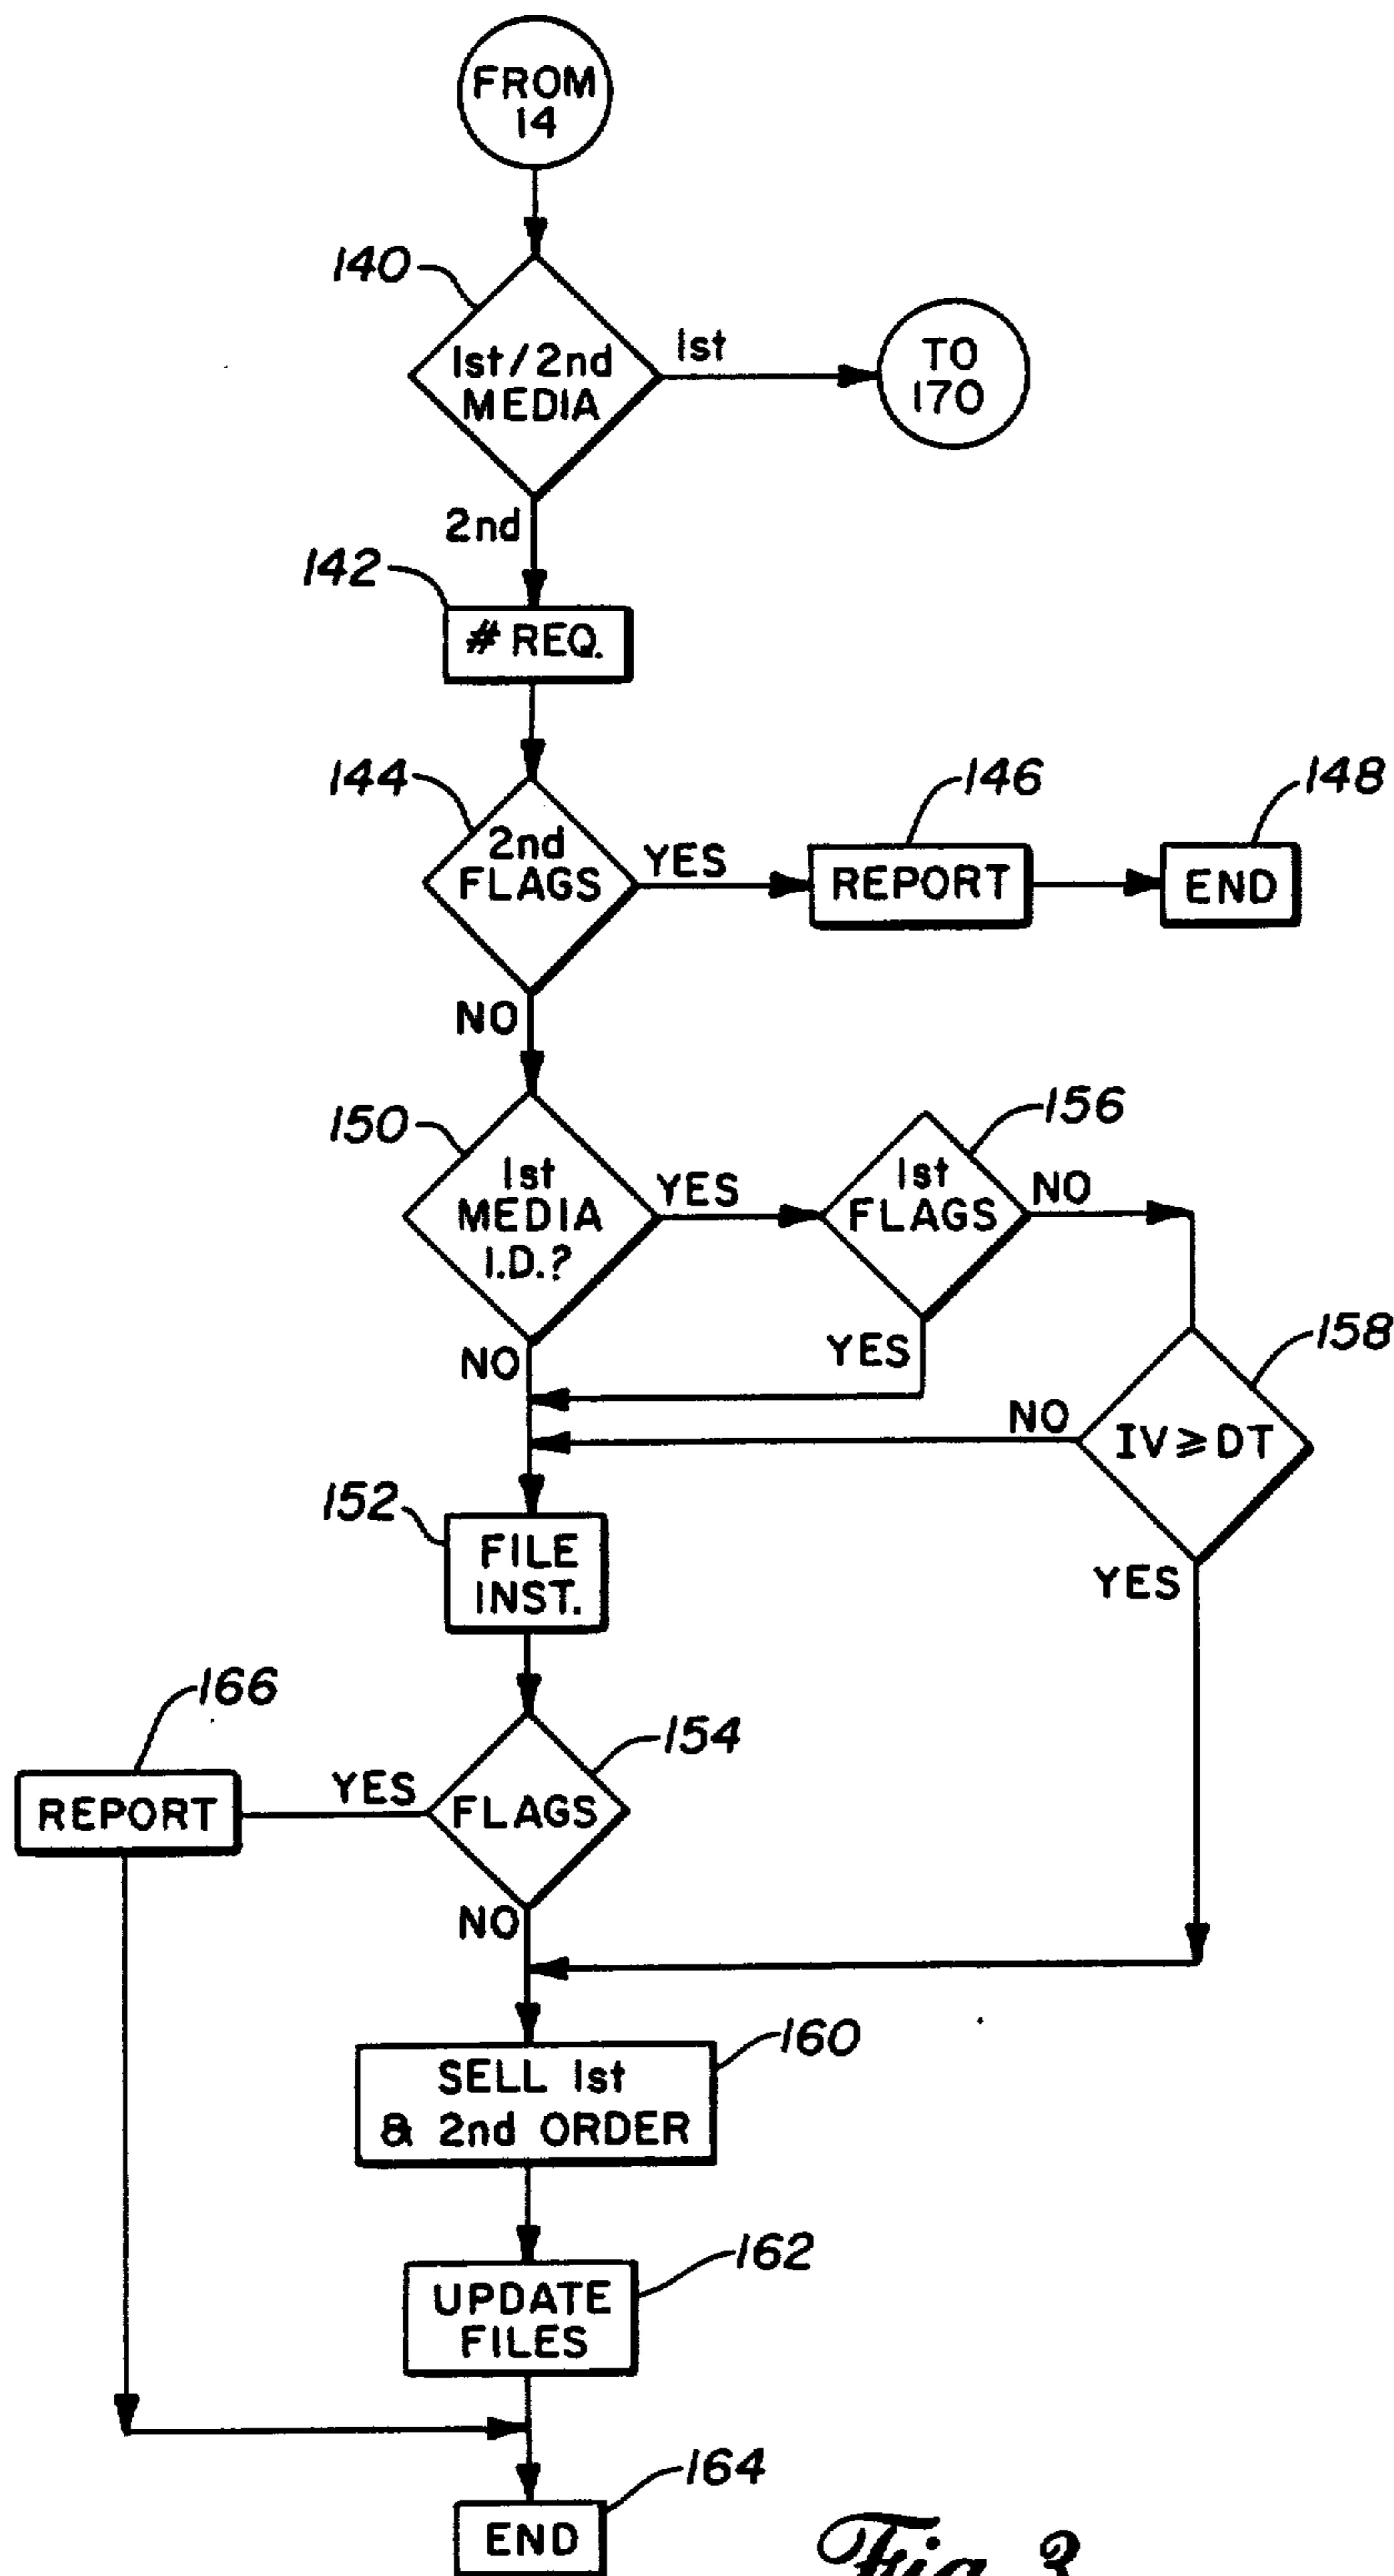 FROM
14
140
1st/2nd
MEDIA
1st
TO
170
2nd
142
# REQ.
144
2nd
FLAGS
YES
146
REPORT
148
END
NO
150
1st
MEDIA
I.D.?
YES
156
1st
FLAGS
NO
YES
NO
158
IV ≥ DT
NO
YES
152
FILE
INST.
166
REPORT
YES
154
FLAGS
NO
160
SELL 1st
& 2nd ORDER
162
UPDATE
FILES
164
END
Fig. 3